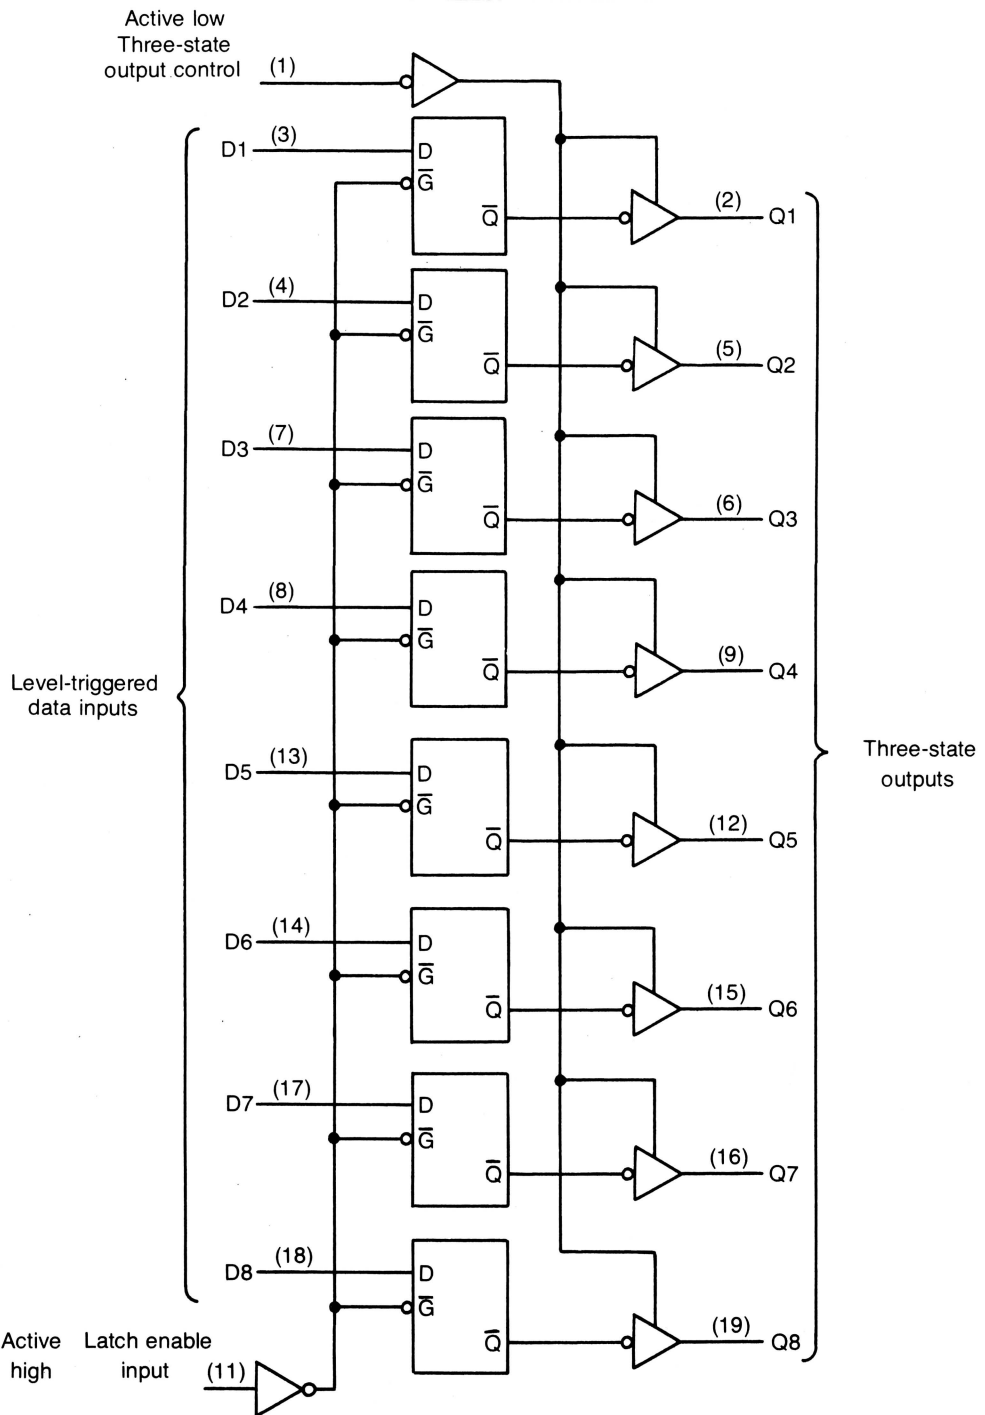 Active low
Three-state
output control
(1)
D1
(3)
D
G̅
Q̅
(2)
Q1
D2
(4)
D
G̅
Q̅
(5)
Q2
D3
(7)
D
G̅
Q̅
(6)
Q3
D4
(8)
D
G̅
Q̅
(9)
Q4
Level-triggered
data inputs
Three-state
outputs
D5
(13)
D
G̅
Q̅
(12)
Q5
D6
(14)
D
G̅
Q̅
(15)
Q6
D7
(17)
D
G̅
Q̅
(16)
Q7
D8
(18)
D
G̅
Q̅
(19)
Q8
Active
high
Latch enable
input
(11)